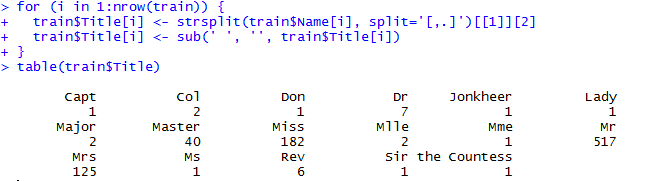 > for (i in 1:nrow(train)) {
+   train$Title[i] <- strsplit(train$Name[i], split='[,.]')[[1]][2]
+   train$Title[i] <- sub(' ', '', train$Title[i])
+ }
> table(train$Title)
Capt Col Don Dr Jonkheer Lady
1 2 1 7 1 1
Major Master Miss Mlle Mme Mr
2 40 182 2 1 517
Mrs Ms Rev Sir the Countess
125 1 6 1 1